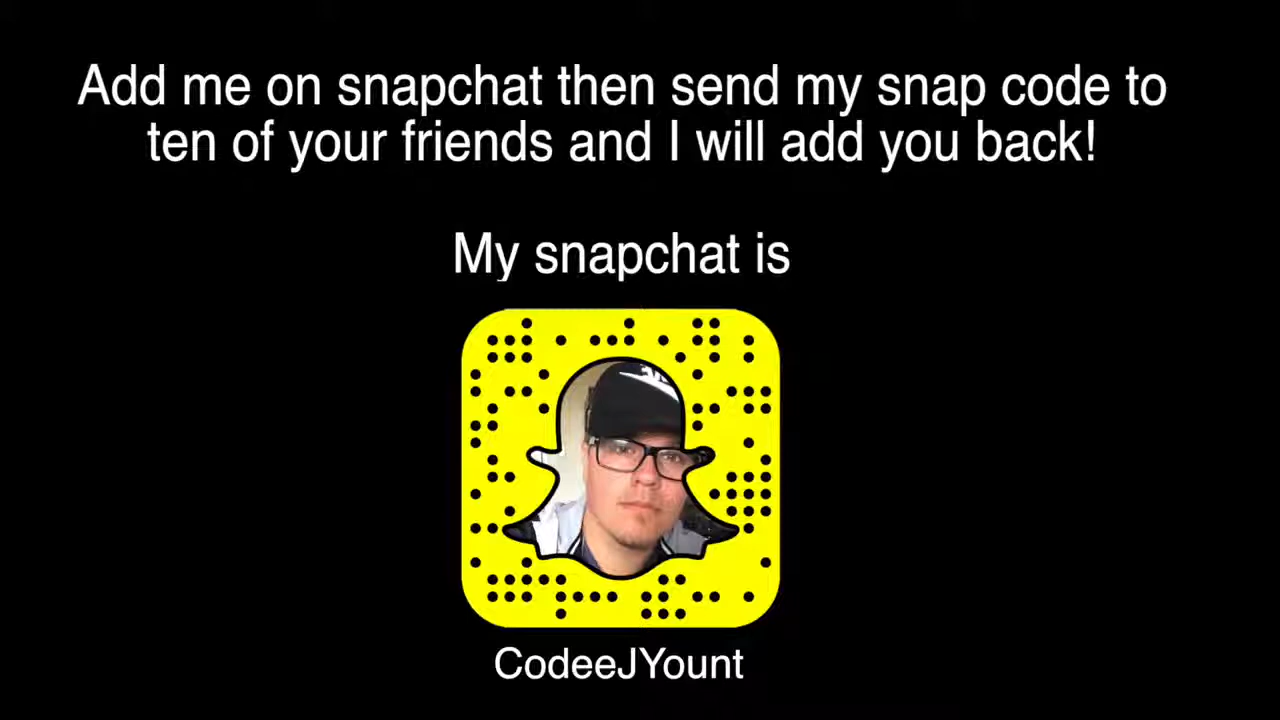 Add me on snapchat then send my snap code to
ten of your friends and I will add you back!
My snapchat is
CodeeJYount